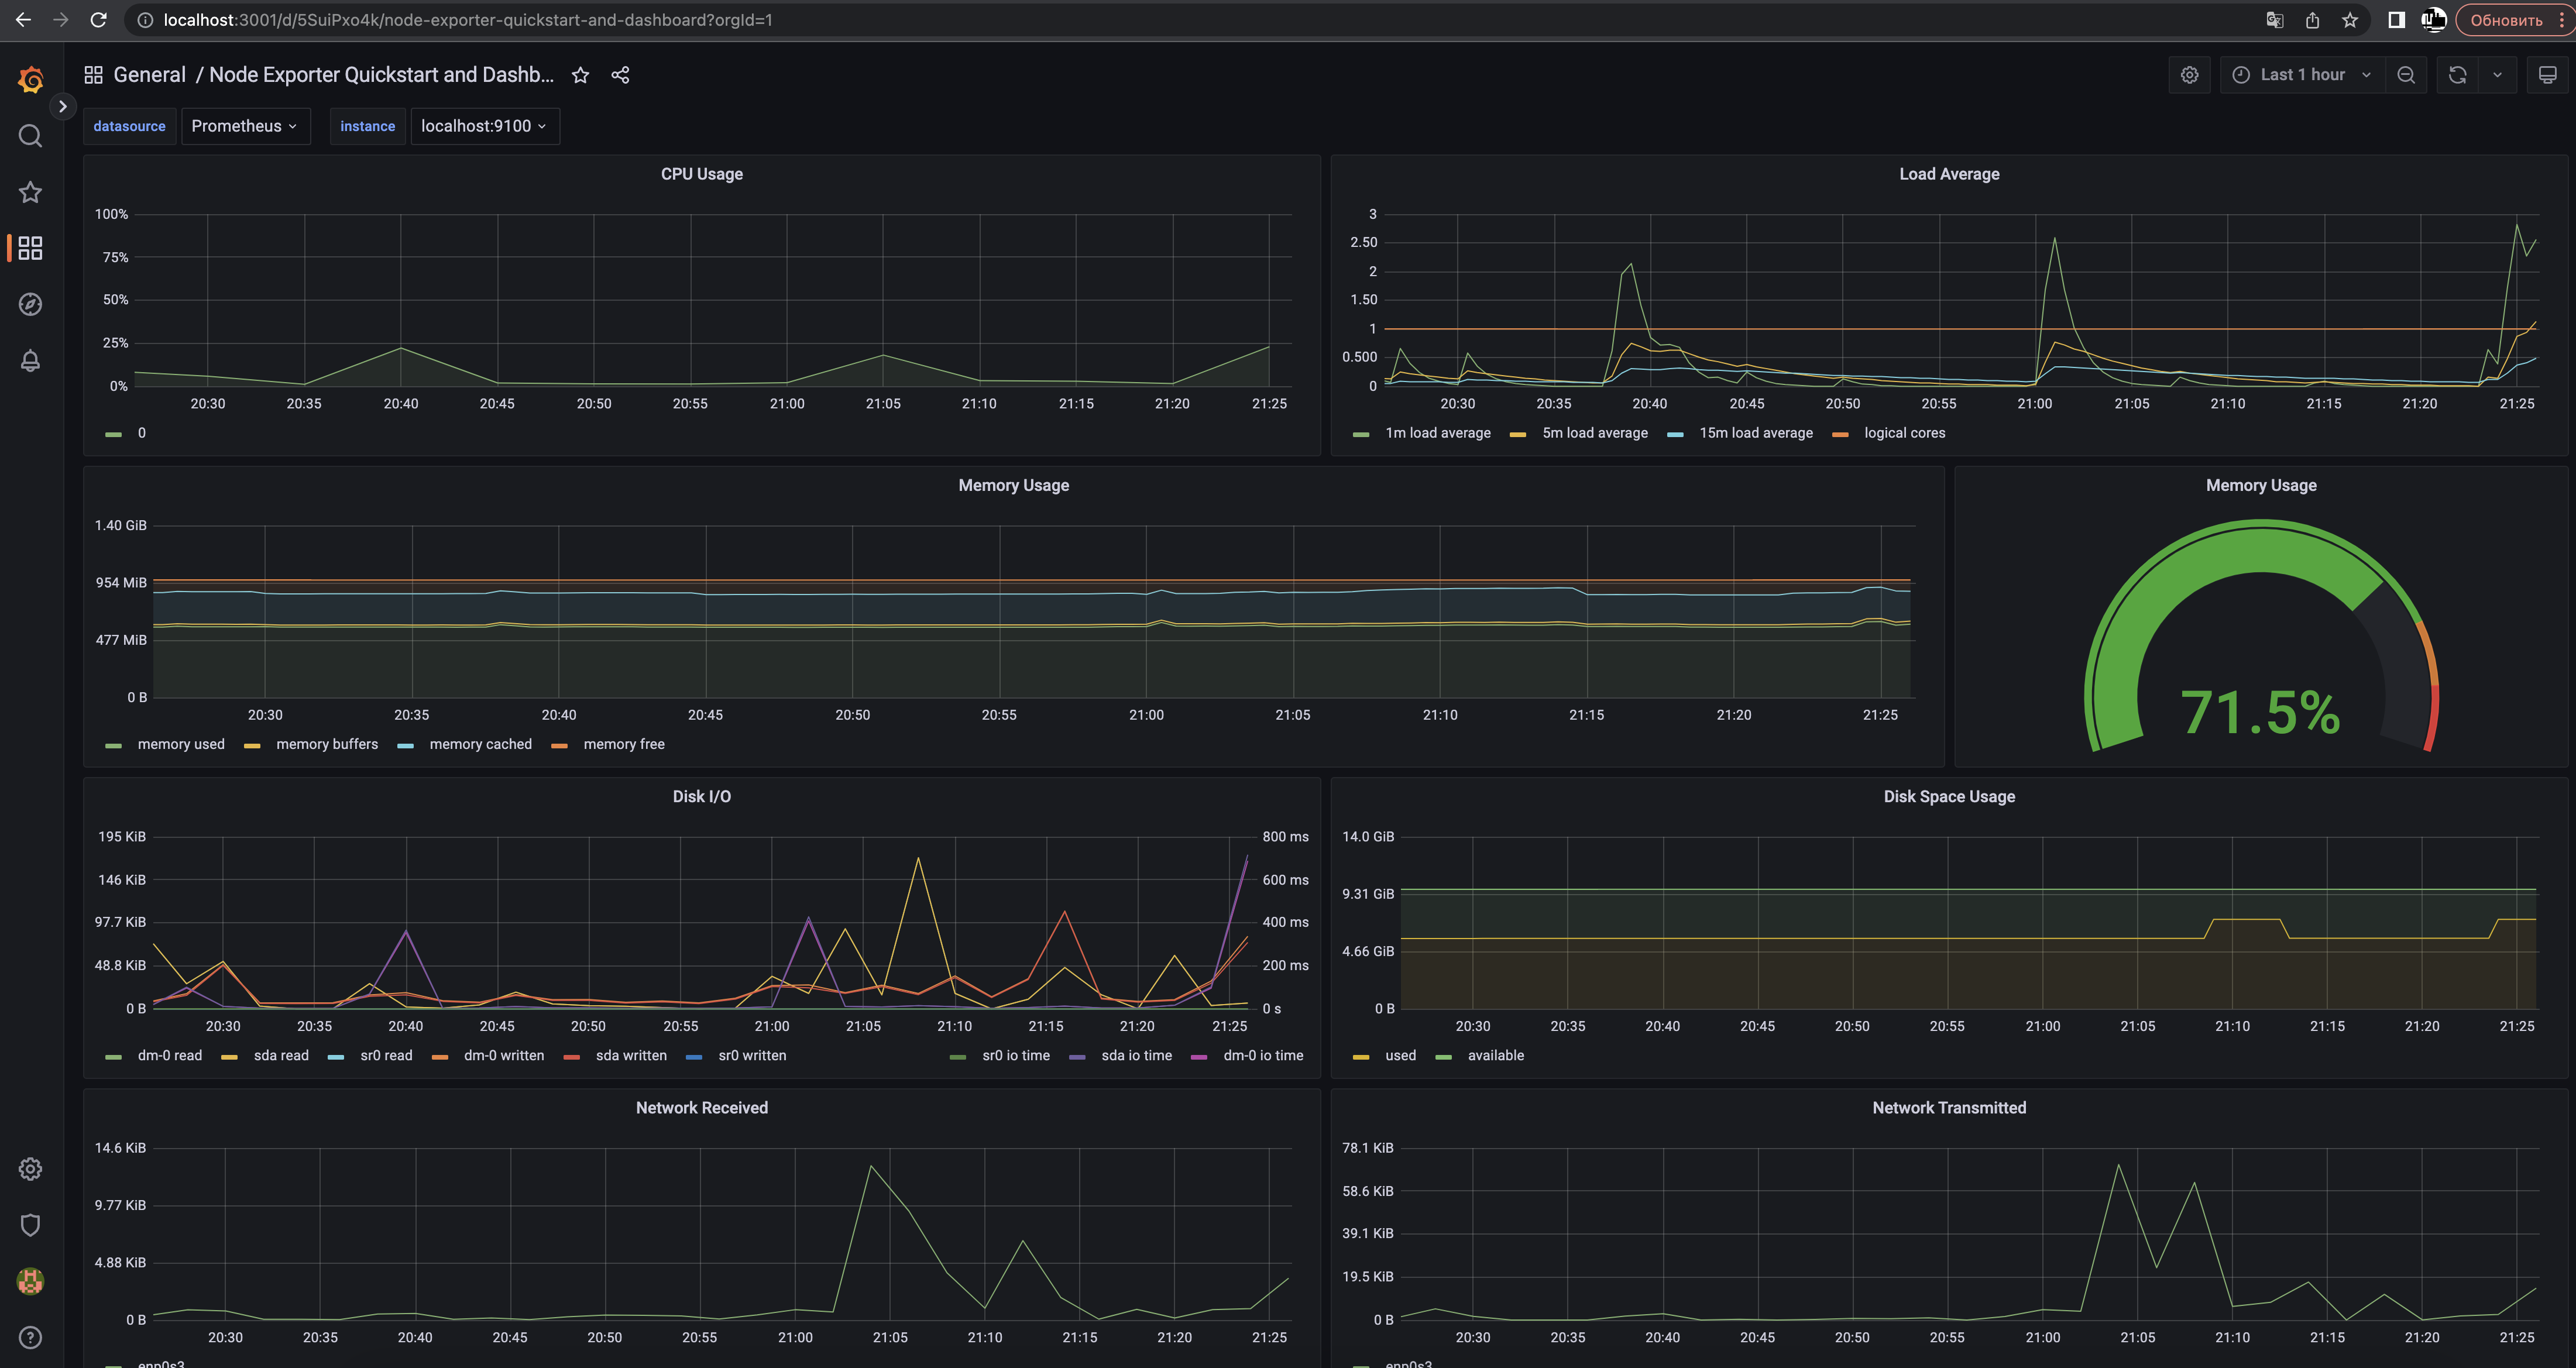 localhost:3001/d/5SuiPxo4k/node-exporter-quickstart-and-dashboard?orgId=1
Обновить
General / Node Exporter Quickstart and Dashb...
Last 1 hour
datasource Prometheus instance localhost:9100
CPU Usage
100%
75%
50%
25%
0%
20:30 20:35 20:40 20:45 20:50 20:55 21:00 21:05 21:10 21:15 21:20 21:25
0
Load Average
3
2.50
2
1.50
1
0.500
0
20:30 20:35 20:40 20:45 20:50 20:55 21:00 21:05 21:10 21:15 21:20 21:25
1m load average 5m load average 15m load average logical cores
Memory Usage
1.40 GiB
954 MiB
477 MiB
0 B
20:30 20:35 20:40 20:45 20:50 20:55 21:00 21:05 21:10 21:15 21:20 21:25
memory used memory buffers memory cached memory free
Memory Usage
71.5%
Disk I/O
195 KiB 800 ms
146 KiB 600 ms
97.7 KiB 400 ms
48.8 KiB 200 ms
0 B 0 s
20:30 20:35 20:40 20:45 20:50 20:55 21:00 21:05 21:10 21:15 21:20 21:25
dm-0 read sda read sr0 read dm-0 written sda written sr0 written sr0 io time sda io time dm-0 io time
Disk Space Usage
14.0 GiB
9.31 GiB
4.66 GiB
0 B
20:30 20:35 20:40 20:45 20:50 20:55 21:00 21:05 21:10 21:15 21:20 21:25
used available
Network Received
14.6 KiB
9.77 KiB
4.88 KiB
0 B
20:30 20:35 20:40 20:45 20:50 20:55 21:00 21:05 21:10 21:15 21:20 21:25
enp0s3
Network Transmitted
78.1 KiB
58.6 KiB
39.1 KiB
19.5 KiB
0 B
20:30 20:35 20:40 20:45 20:50 20:55 21:00 21:05 21:10 21:15 21:20 21:25
enp0s3